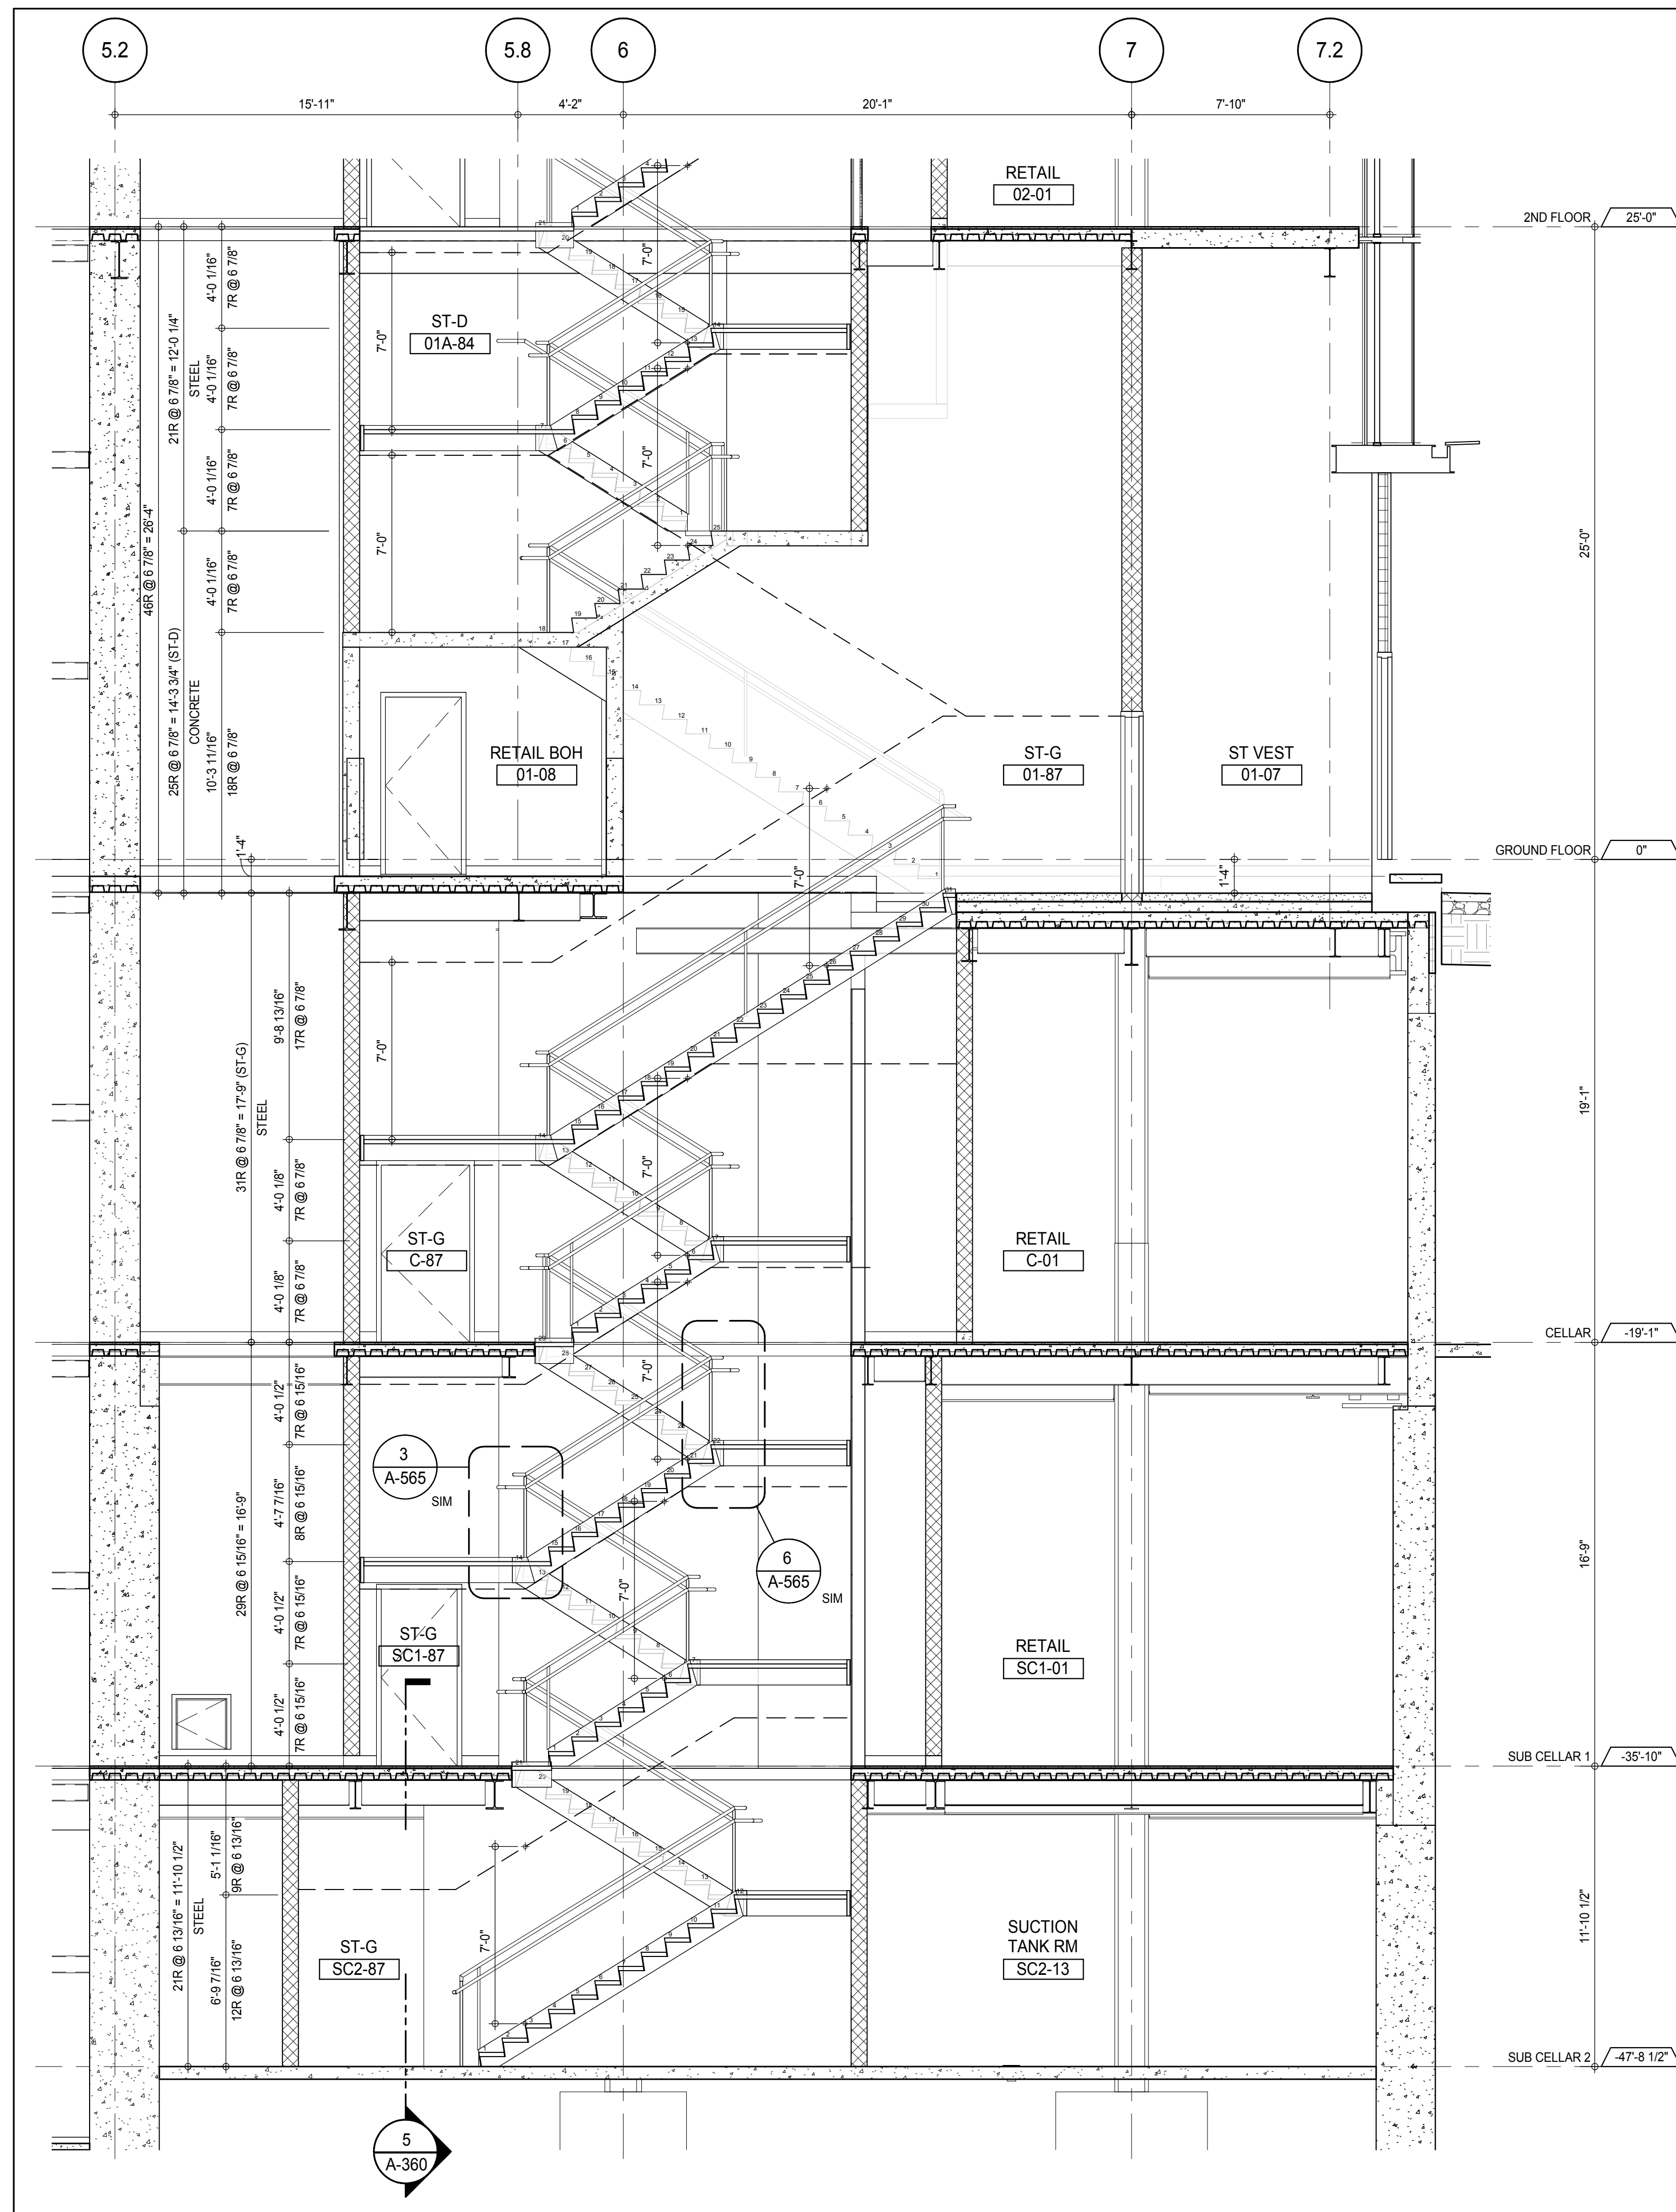 5.2
5.8
6
7
7.2
15'-11"
4'-2"
20'-1"
7'-10"
RETAIL
02-01
2ND FLOOR
25'-0"
46R @ 6 7/8" = 26'-4"
21R @ 6 7/8" = 12'-0 1/4"
STEEL
4'-0 1/16"
7R @ 6 7/8"
4'-0 1/16"
7R @ 6 7/8"
4'-0 1/16"
7R @ 6 7/8"
4'-0 1/16"
7R @ 6 7/8"
25R @ 6 7/8" = 14'-3 3/4" (ST-D)
CONCRETE
10'-3 11/16"
18R @ 6 7/8"
1'-4"
ST-D
01A-84
7'-0"
7'-0"
7'-0"
7'-0"
25'-0"
RETAIL BOH
01-08
ST-G
01-87
ST VEST
01-07
GROUND FLOOR
0"
1'-4"
7'-0"
31R @ 6 7/8" = 17'-9" (ST-G)
STEEL
9'-8 13/16"
17R @ 6 7/8"
4'-0 1/8"
7R @ 6 7/8"
4'-0 1/8"
7R @ 6 7/8"
7'-0"
7'-0"
19'-1"
ST-G
C-87
RETAIL
C-01
CELLAR
-19'-1"
29R @ 6 15/16" = 16'-9"
4'-0 1/2"
7R @ 6 15/16"
4'-7 7/16"
8R @ 6 15/16"
4'-0 1/2"
7R @ 6 15/16"
4'-0 1/2"
7R @ 6 15/16"
7'-0"
3
A-565
SIM
6
A-565
SIM
7'-0"
16'-9"
ST-G
SC1-87
RETAIL
SC1-01
SUB CELLAR 1
-35'-10"
21R @ 6 13/16" = 11'-10 1/2"
STEEL
5'-1 1/16"
9R @ 6 13/16"
6'-9 7/16"
12R @ 6 13/16"
7'-0"
11'-10 1/2"
ST-G
SC2-87
SUCTION
TANK RM
SC2-13
SUB CELLAR 2
-47'-8 1/2"
5
A-360